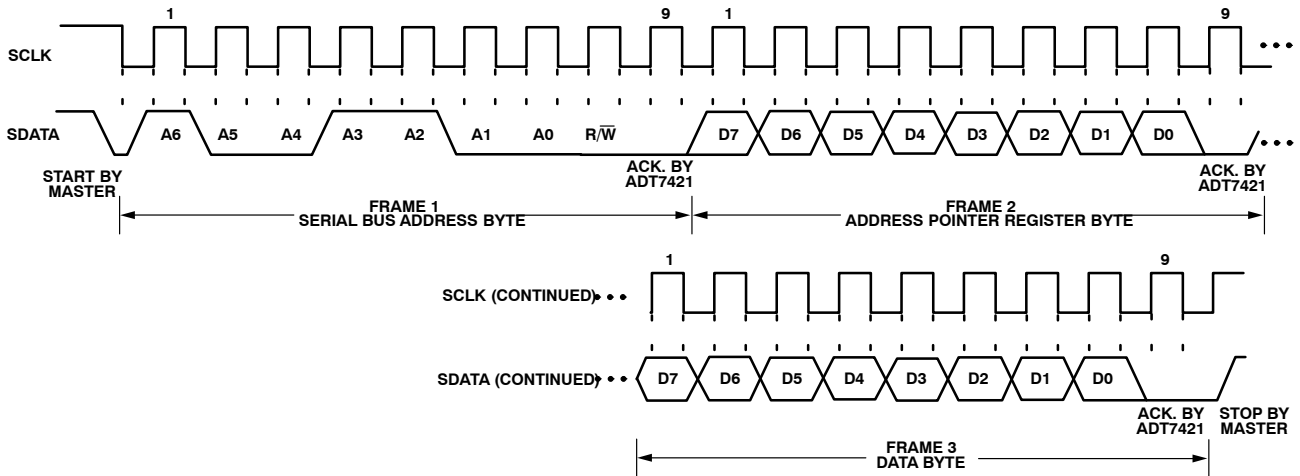 1 9 1 9
SCLK
SDATA A6 A5 A4 A3 A2 A1 A0 R/W̅ D7 D6 D5 D4 D3 D2 D1 D0
START BY
MASTER
ACK. BY
ADT7421
ACK. BY
ADT7421
FRAME 1
SERIAL BUS ADDRESS BYTE
FRAME 2
ADDRESS POINTER REGISTER BYTE
1 9
SCLK (CONTINUED)
SDATA (CONTINUED) D7 D6 D5 D4 D3 D2 D1 D0
ACK. BY
ADT7421
STOP BY
MASTER
FRAME 3
DATA BYTE